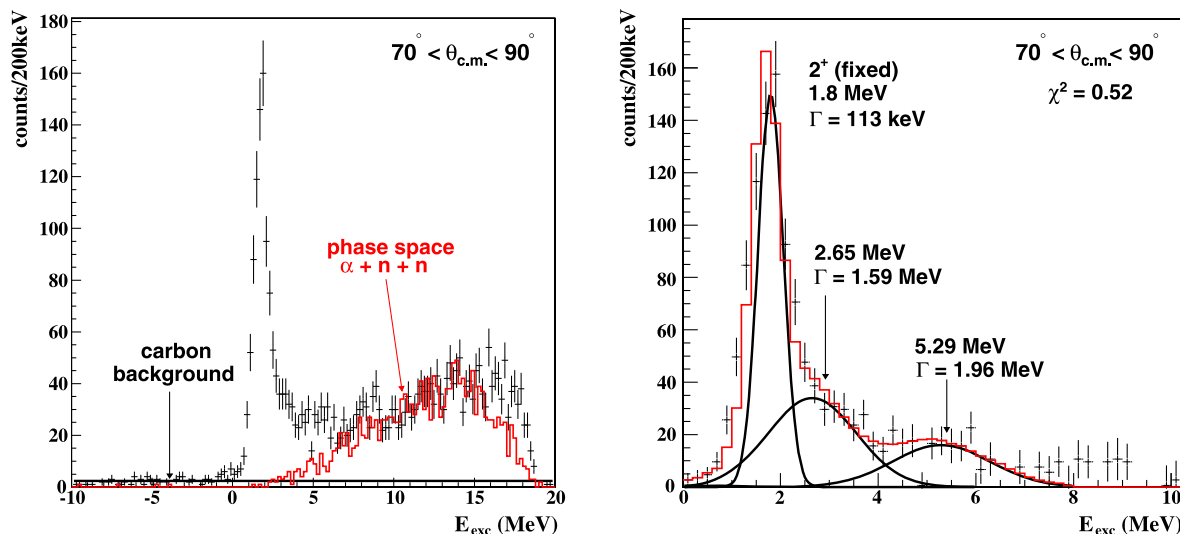 counts/200keV
180
160
140
120
100
80
60
40
20
0
70° < θc.m. < 90°
phase space
α + n + n
carbon
background
-10
-5
0
5
10
15
20
Eexc (MeV)
counts/200keV
160
140
120
100
80
60
40
20
0
70° < θc.m. < 90°
χ² = 0.52
2⁺ (fixed)
1.8 MeV
Γ = 113 keV
2.65 MeV
Γ = 1.59 MeV
5.29 MeV
Γ = 1.96 MeV
0
2
4
6
8
10
Eexc (MeV)